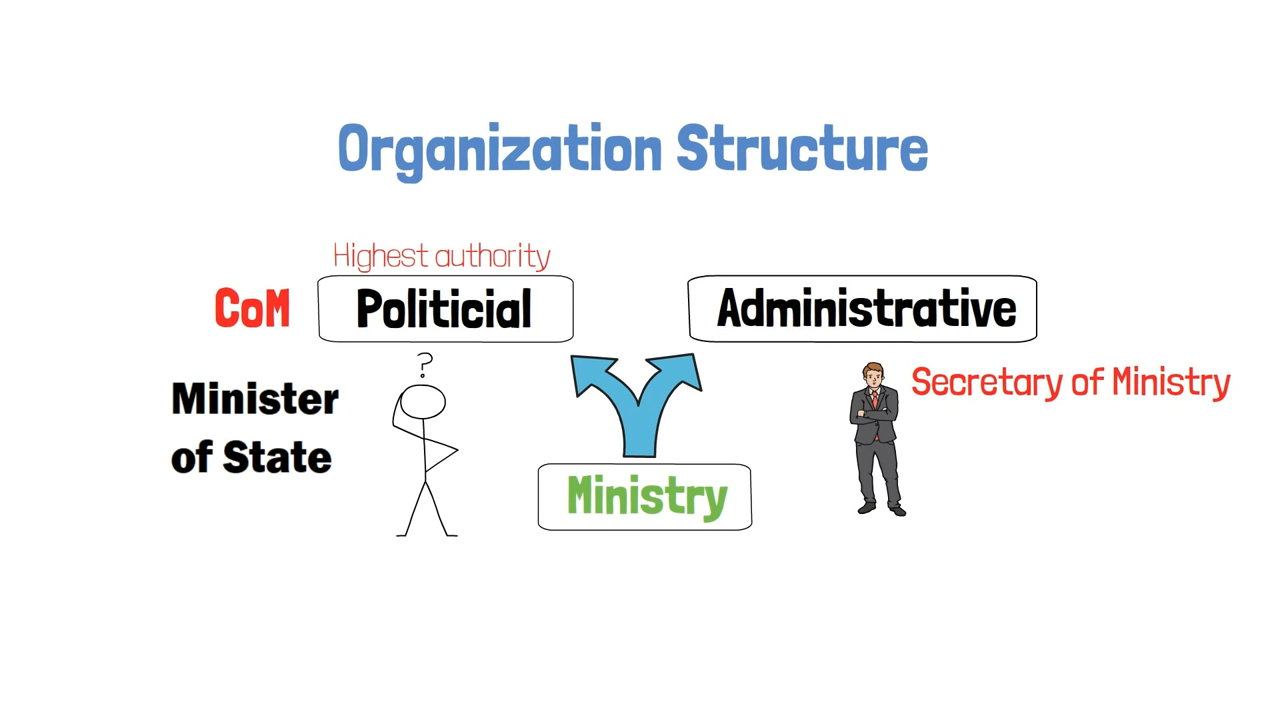 Organization Structure
Highest authority
CoM
Politicial
Administrative
?
Minister
of State
Secretary of Ministry
Ministry